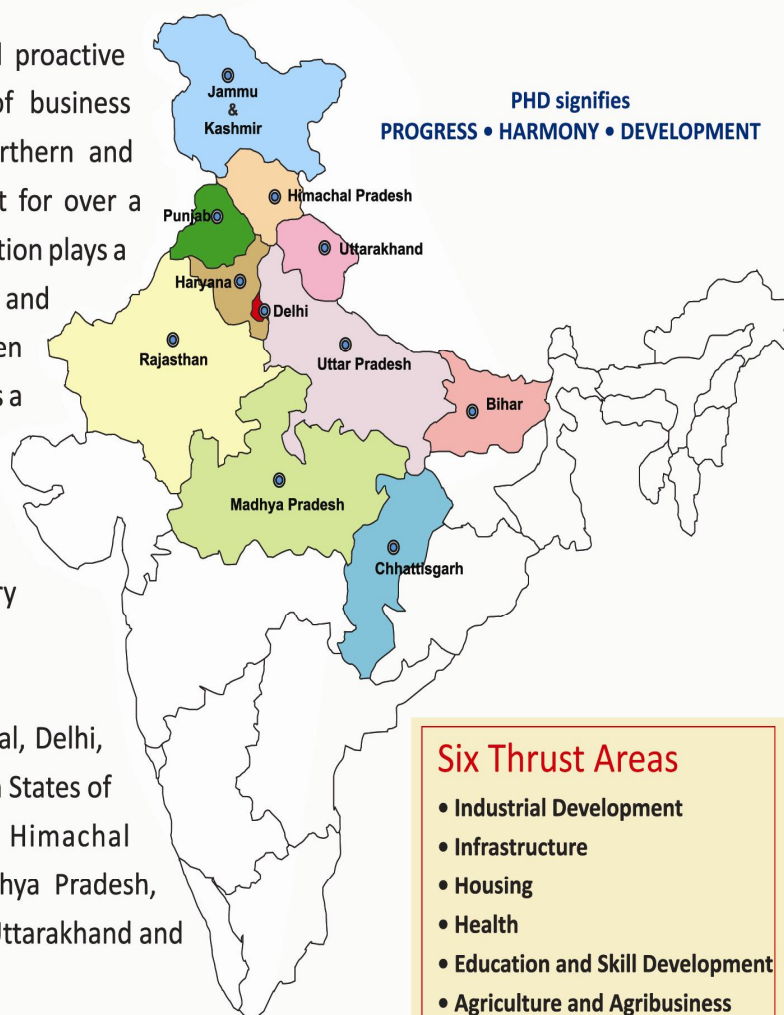 l proactive
of business
rthern and
t for over a
tion plays a
and
en
s a
ry
al, Delhi,
n States of
Himachal
hya Pradesh,
Uttarakhand and
PHD signifies
PROGRESS • HARMONY • DEVELOPMENT
Jammu
&
Kashmir
Himachal Pradesh
Punjab
Uttarakhand
Haryana
Delhi
Rajasthan
Uttar Pradesh
Bihar
Madhya Pradesh
Chhattisgarh
Six Thrust Areas
• Industrial Development
• Infrastructure
• Housing
• Health
• Education and Skill Development
• Agriculture and Agribusiness